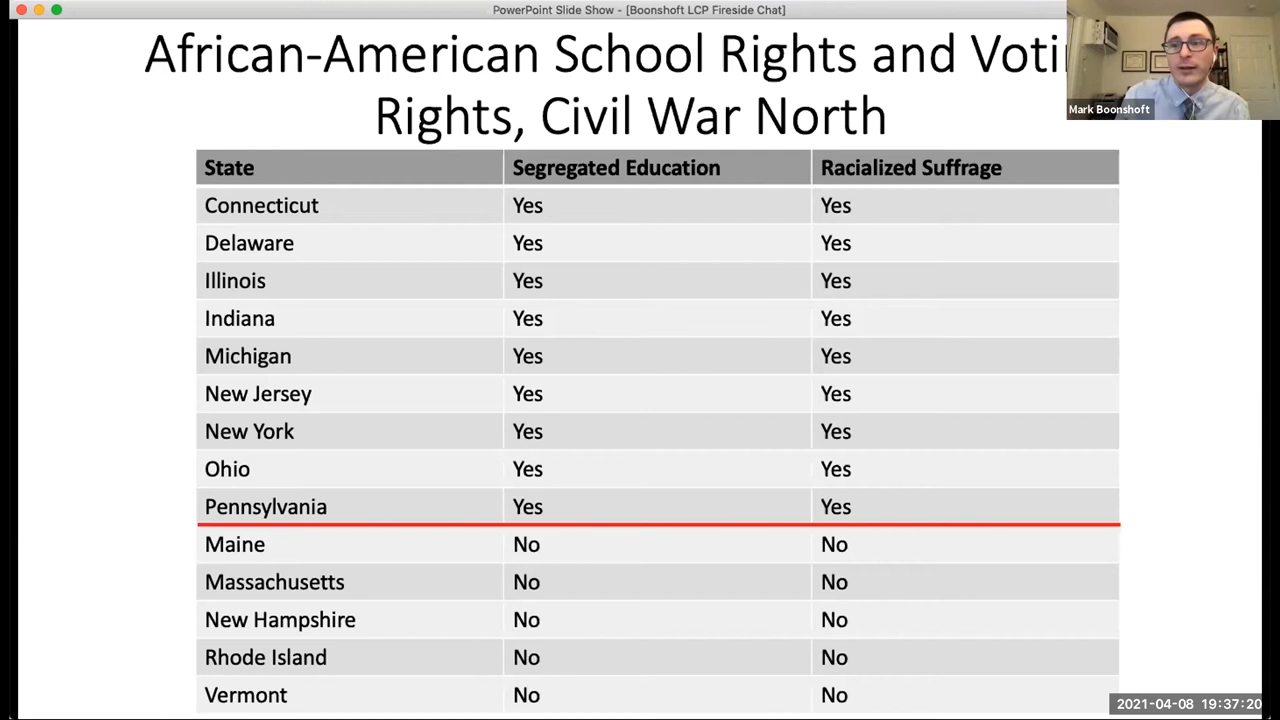 PowerPoint Slide Show - [Boonshoft LCP Fireside Chat]
African-American School Rights and Voti
Rights, Civil War North
Mark Boonshoft
State Segregated Education Racialized Suffrage
Connecticut Yes Yes
Delaware Yes Yes
Illinois Yes Yes
Indiana Yes Yes
Michigan Yes Yes
New Jersey Yes Yes
New York Yes Yes
Ohio Yes Yes
Pennsylvania Yes Yes
Maine No No
Massachusetts No No
New Hampshire No No
Rhode Island No No
Vermont No No
2021-04-08 19:37:20